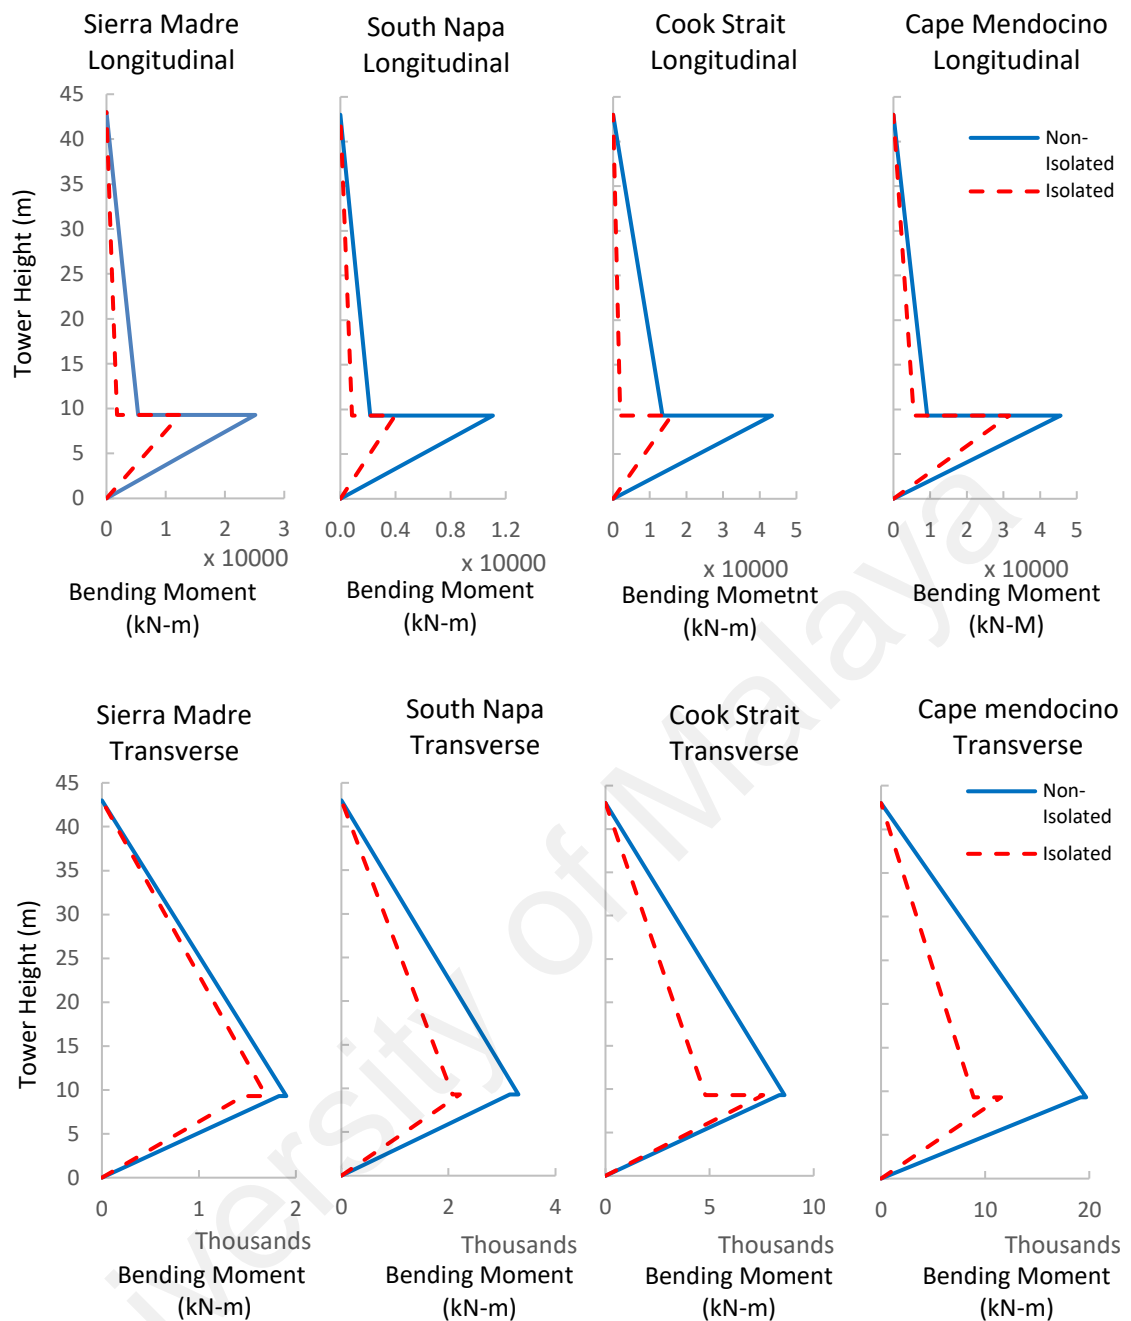 Sierra Madre
Longitudinal
South Napa
Longitudinal
Cook Strait
Longitudinal
Cape Mendocino
Longitudinal
45
40
35
30
25
20
15
10
5
0
Tower Height (m)
Non-
Isolated
Isolated
0 1 2 3
x 10000
Bending Moment
(kN-m)
0.0 0.4 0.8 1.2
x 10000
Bending Moment
(kN-m)
0 1 2 3 4 5
x 10000
Bending Mometnt
(kN-m)
0 1 2 3 4 5
x 10000
Bending Moment
(kN-M)
Sierra Madre
Transverse
South Napa
Transverse
Cook Strait
Transverse
Cape mendocino
Transverse
45
40
35
30
25
20
15
10
5
0
Tower Height (m)
Non-
Isolated
Isolated
0 1 2
Thousands
Bending Moment
(kN-m)
0 2 4
Thousands
Bending Moment
(kN-m)
0 5 10
Thousands
Bending Moment
(kN-m)
0 10 20
Thousands
Bending Moment
(kN-m)
iversity of Malaya